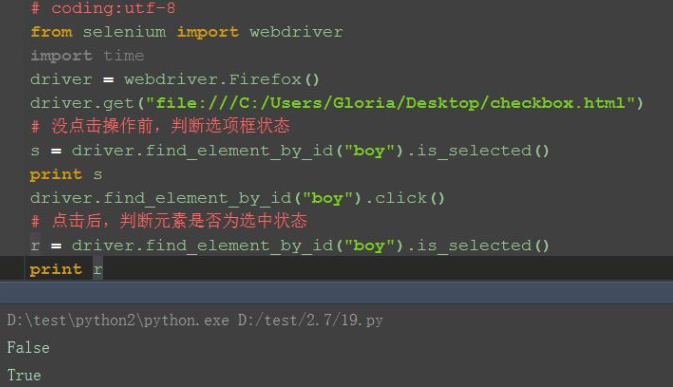 # coding:utf-8
from selenium import webdriver
import time
driver = webdriver.Firefox()
driver.get("file:///C:/Users/Gloria/Desktop/checkbox.html")
# 没点击操作前，判断选项框状态
s = driver.find_element_by_id("boy").is_selected()
print s
driver.find_element_by_id("boy").click()
# 点击后，判断元素是否为选中状态
r = driver.find_element_by_id("boy").is_selected()
print r
D:\test\python2\python.exe D:/test/2.7/19.py
False
True